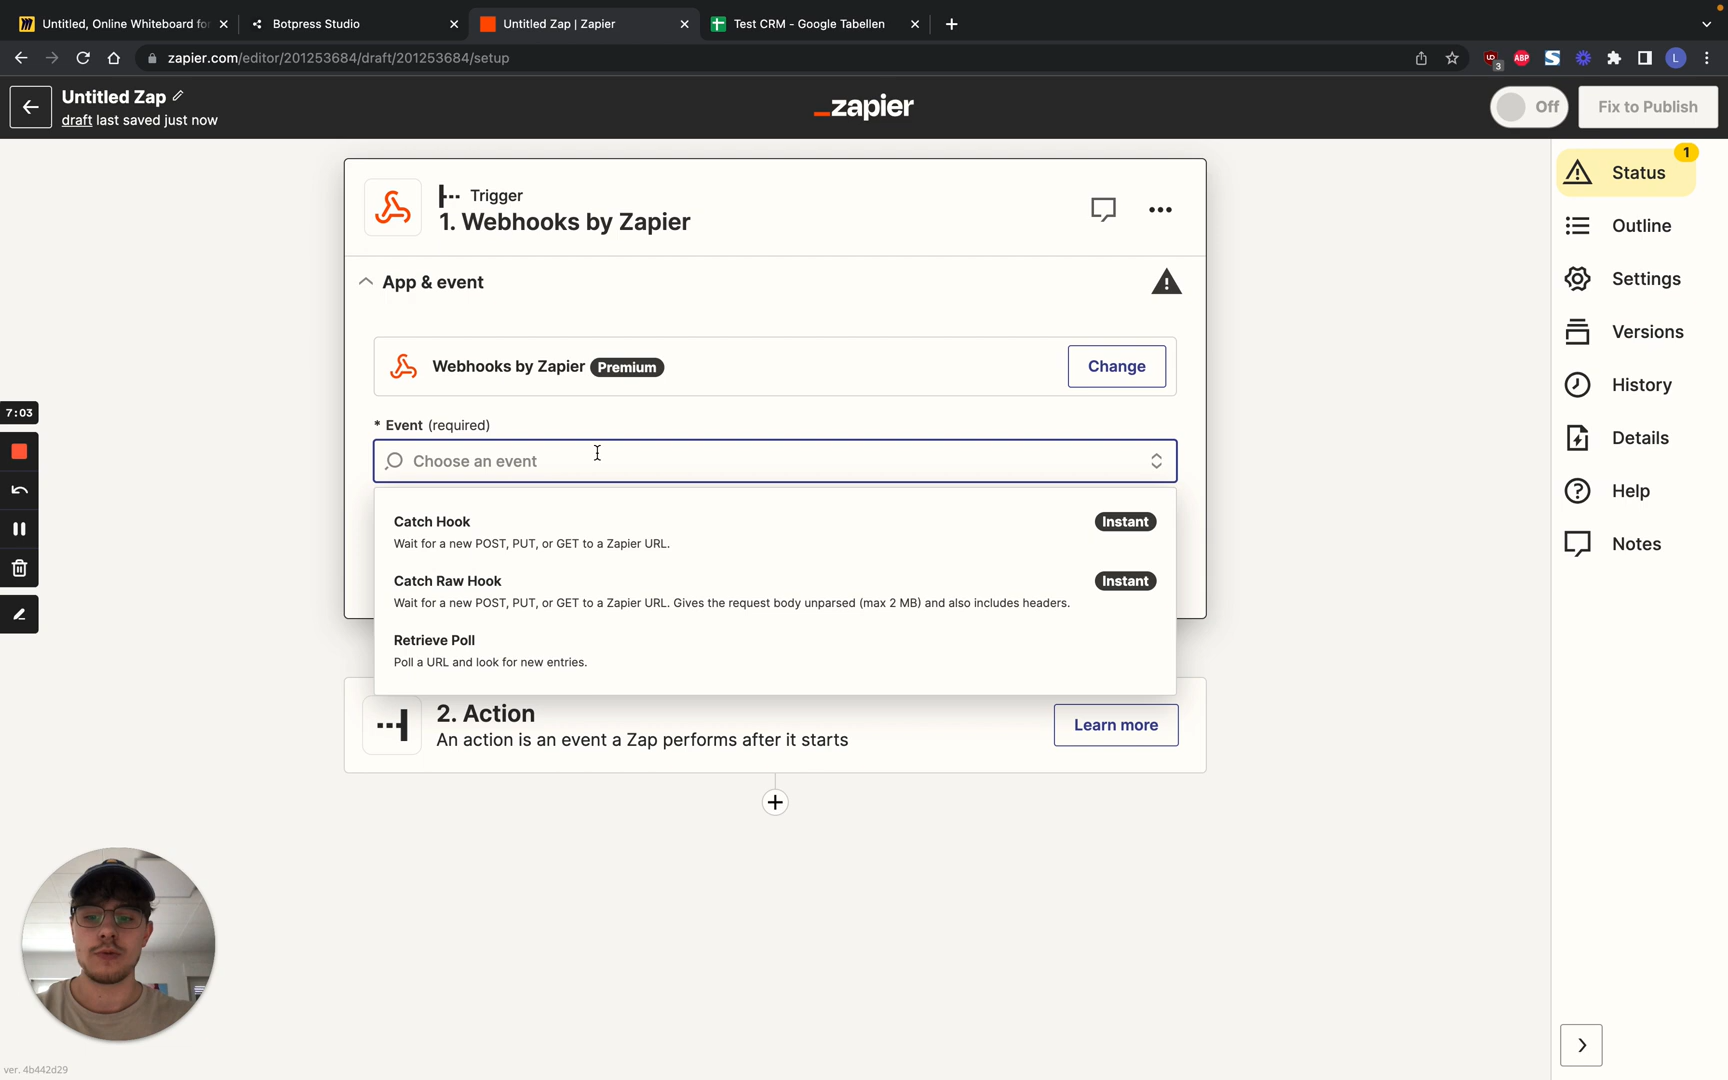 Untitled, Online Whiteboard for
Botpress Studio
Untitled Zap | Zapier
Test CRM - Google Tabellen
zapier.com/editor/201253684/draft/201253684/setup
3
ABP
S
L
Untitled Zap
draft last saved just now
_zapier
Off
Fix to Publish
Trigger
1. Webhooks by Zapier
App & event
Webhooks by Zapier Premium
Change
* Event (required)
Choose an event
Catch Hook
Instant
Wait for a new POST, PUT, or GET to a Zapier URL.
Catch Raw Hook
Instant
Wait for a new POST, PUT, or GET to a Zapier URL. Gives the request body unparsed (max 2 MB) and also includes headers.
Retrieve Poll
Poll a URL and look for new entries.
2. Action
An action is an event a Zap performs after it starts
Learn more
1
Status
Outline
Settings
Versions
History
Details
Help
Notes
7:03
ver. 4b442d29